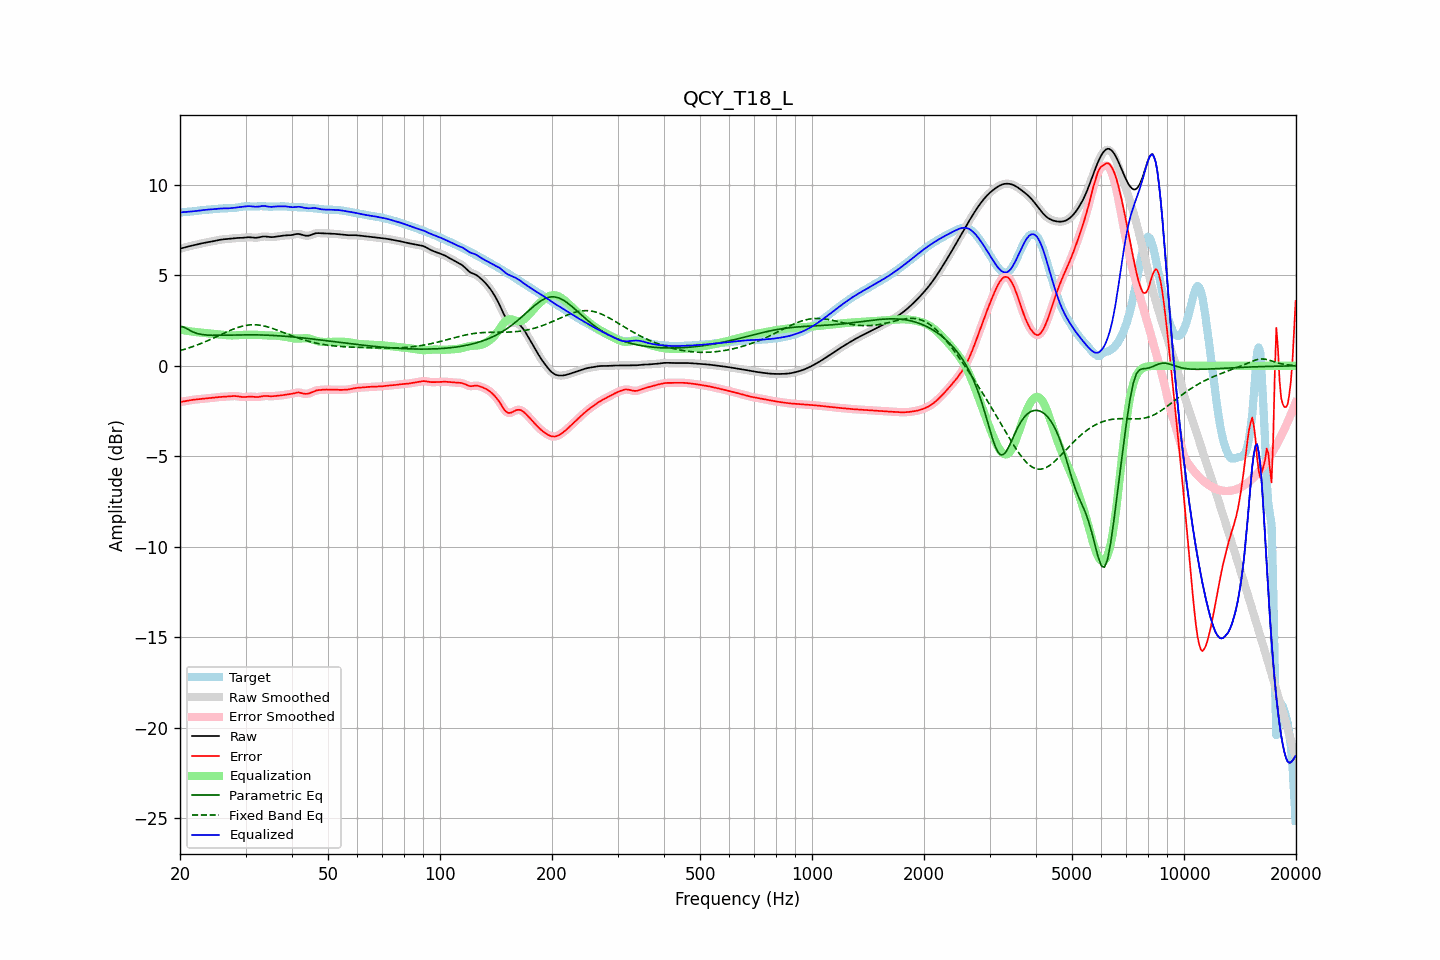 QCY_T18_L
Amplitude (dBr)
10
5
0
−5
−10
−15
−20
−25
Target
Raw Smoothed
Error Smoothed
Raw
Error
Equalization
Parametric Eq
Fixed Band Eq
Equalized
20 50 100 200 500 1000 2000 5000 10000 20000
Frequency (Hz)